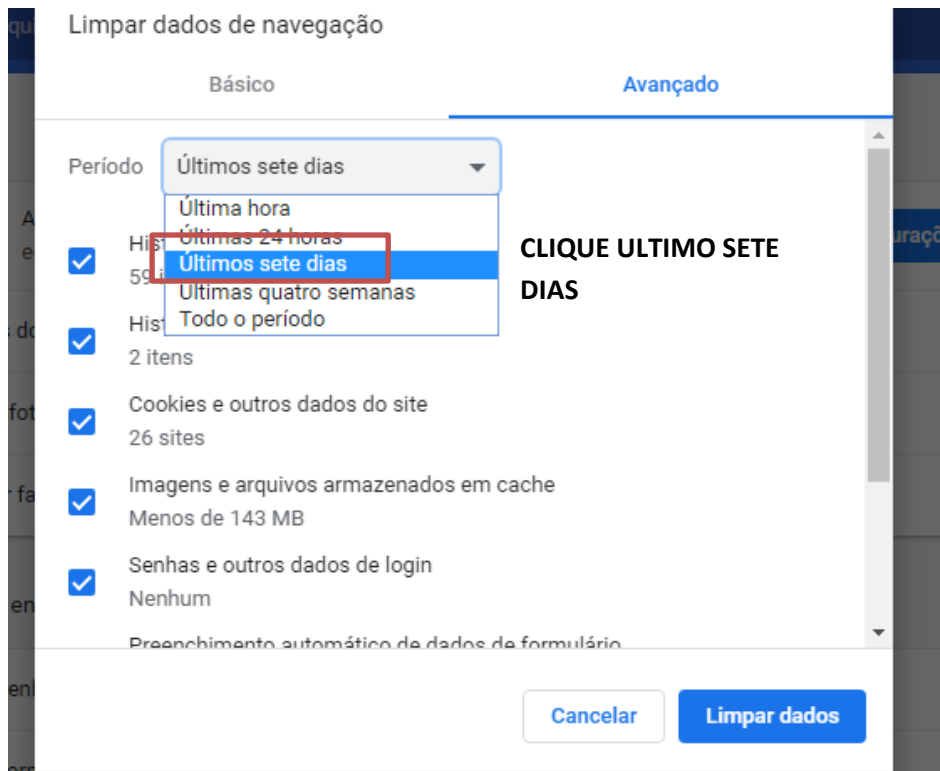 qui
Limpar dados de navegação
Básico
Avançado
Período
Últimos sete dias
Última hora
Últimas 24 horas
Últimos sete dias
Últimas quatro semanas
Todo o período
CLIQUE ULTIMO SETE
DIAS
59
2 itens
Cookies e outros dados do site
26 sites
Imagens e arquivos armazenados em cache
Menos de 143 MB
Senhas e outros dados de login
Nenhum
Preenchimento automático de dados de formulário
Cancelar
Limpar dados